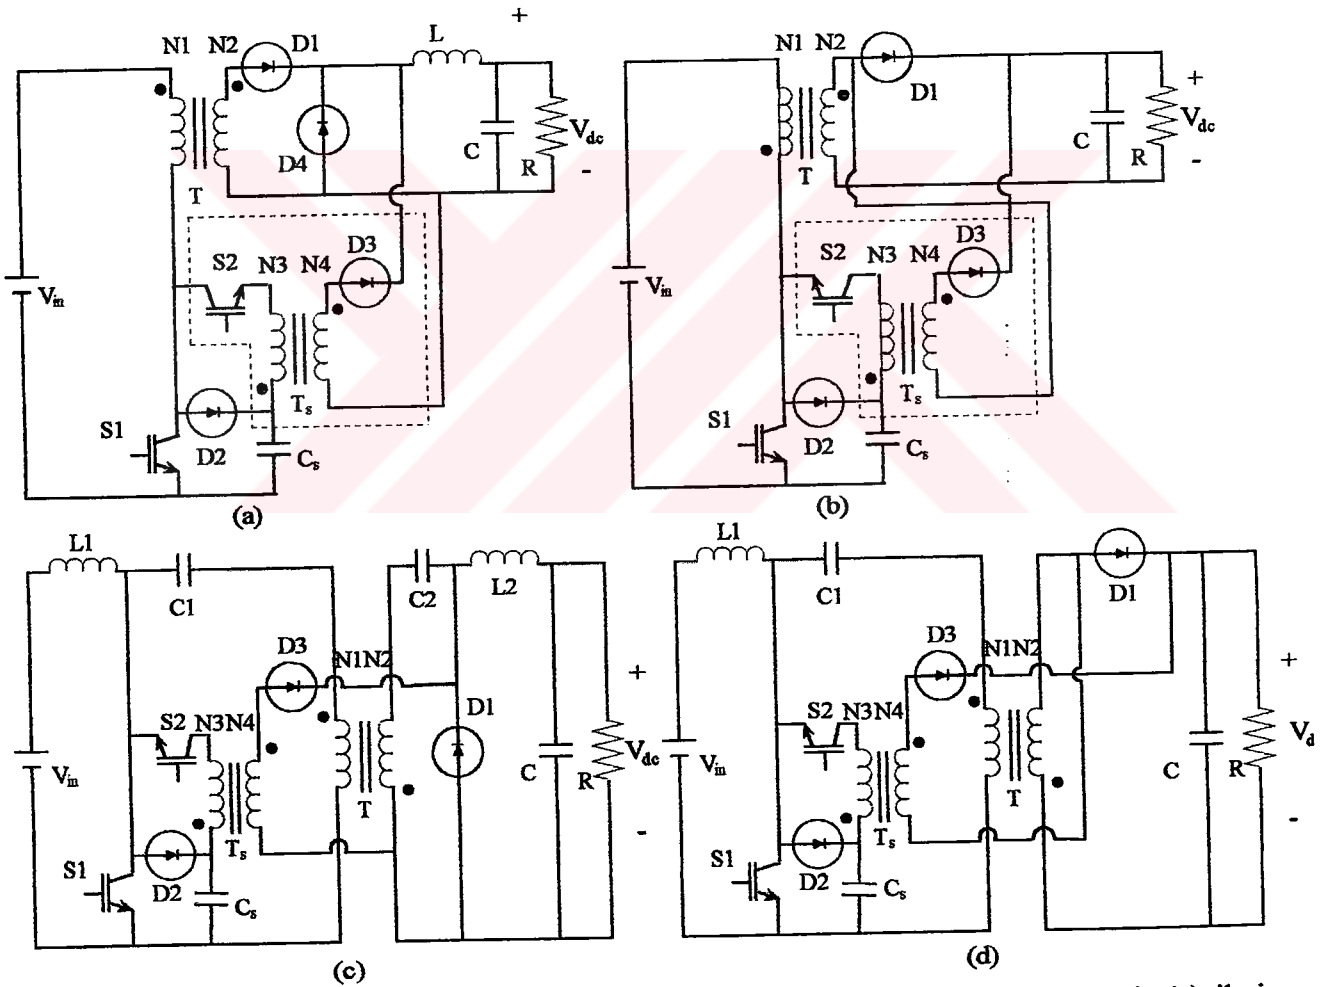 +
N1 N2 D1 L
D4 C R V_dc
-
T
D3
S2 N3 N4
V_in
T_s
S1
D2 C_s
(a)
N1 N2
D1
+
C V_dc
R
-
T
D3
S2 N3 N4
V_in
T_s
S1
D2 C_s
(b)
L1
C1 C2 L2
D3
N1N2
+
S2 N3N4 D1
V_in T C R V_dc
-
T_s
S1
D2 C_s
(c)
L1
C1 D1
D3
N1N2
+
S2 N3N4
V_in T C R V_d
-
T_s
S1
D2 C_s
(d)